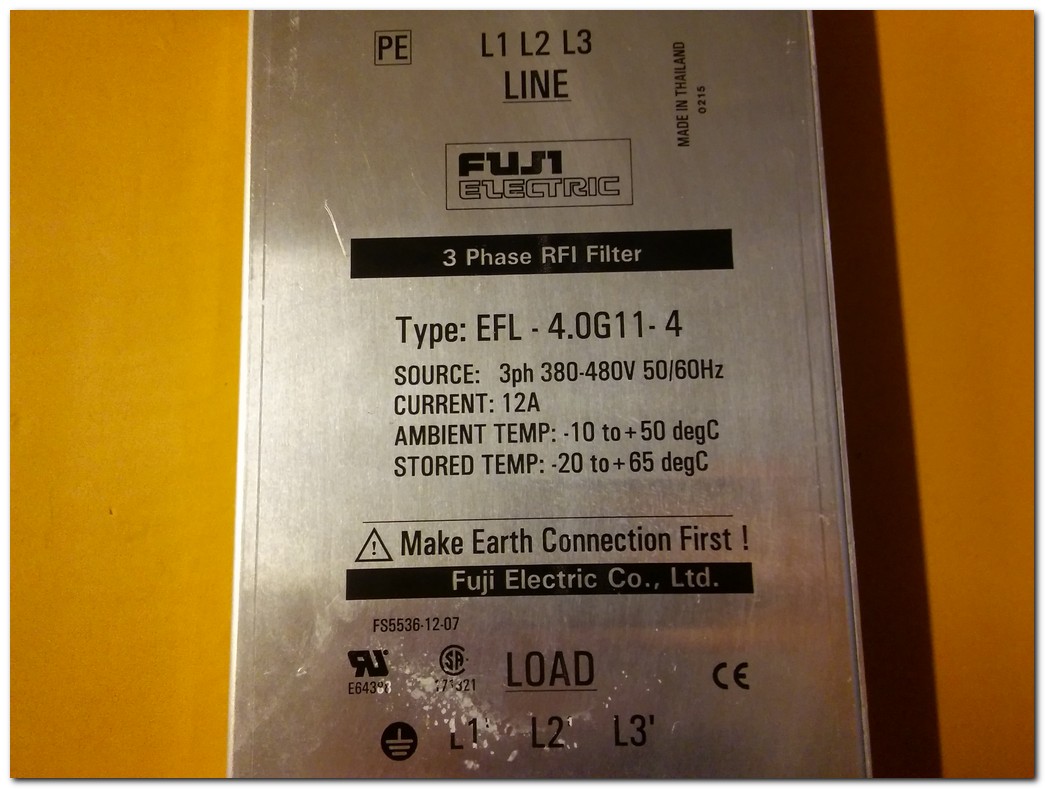 PE L1 L2 L3
LINE
MADE IN THAILAND
0215
FUJI
ELECTRIC
3 Phase RFI Filter
Type: EFL - 4.0G11- 4
SOURCE: 3ph 380-480V 50/60Hz
CURRENT: 12A
AMBIENT TEMP: -10 to +50 degC
STORED TEMP: -20 to +65 degC
Make Earth Connection First !
Fuji Electric Co., Ltd.
FS5536-12-07
LOAD
CE
L1' L2' L3'